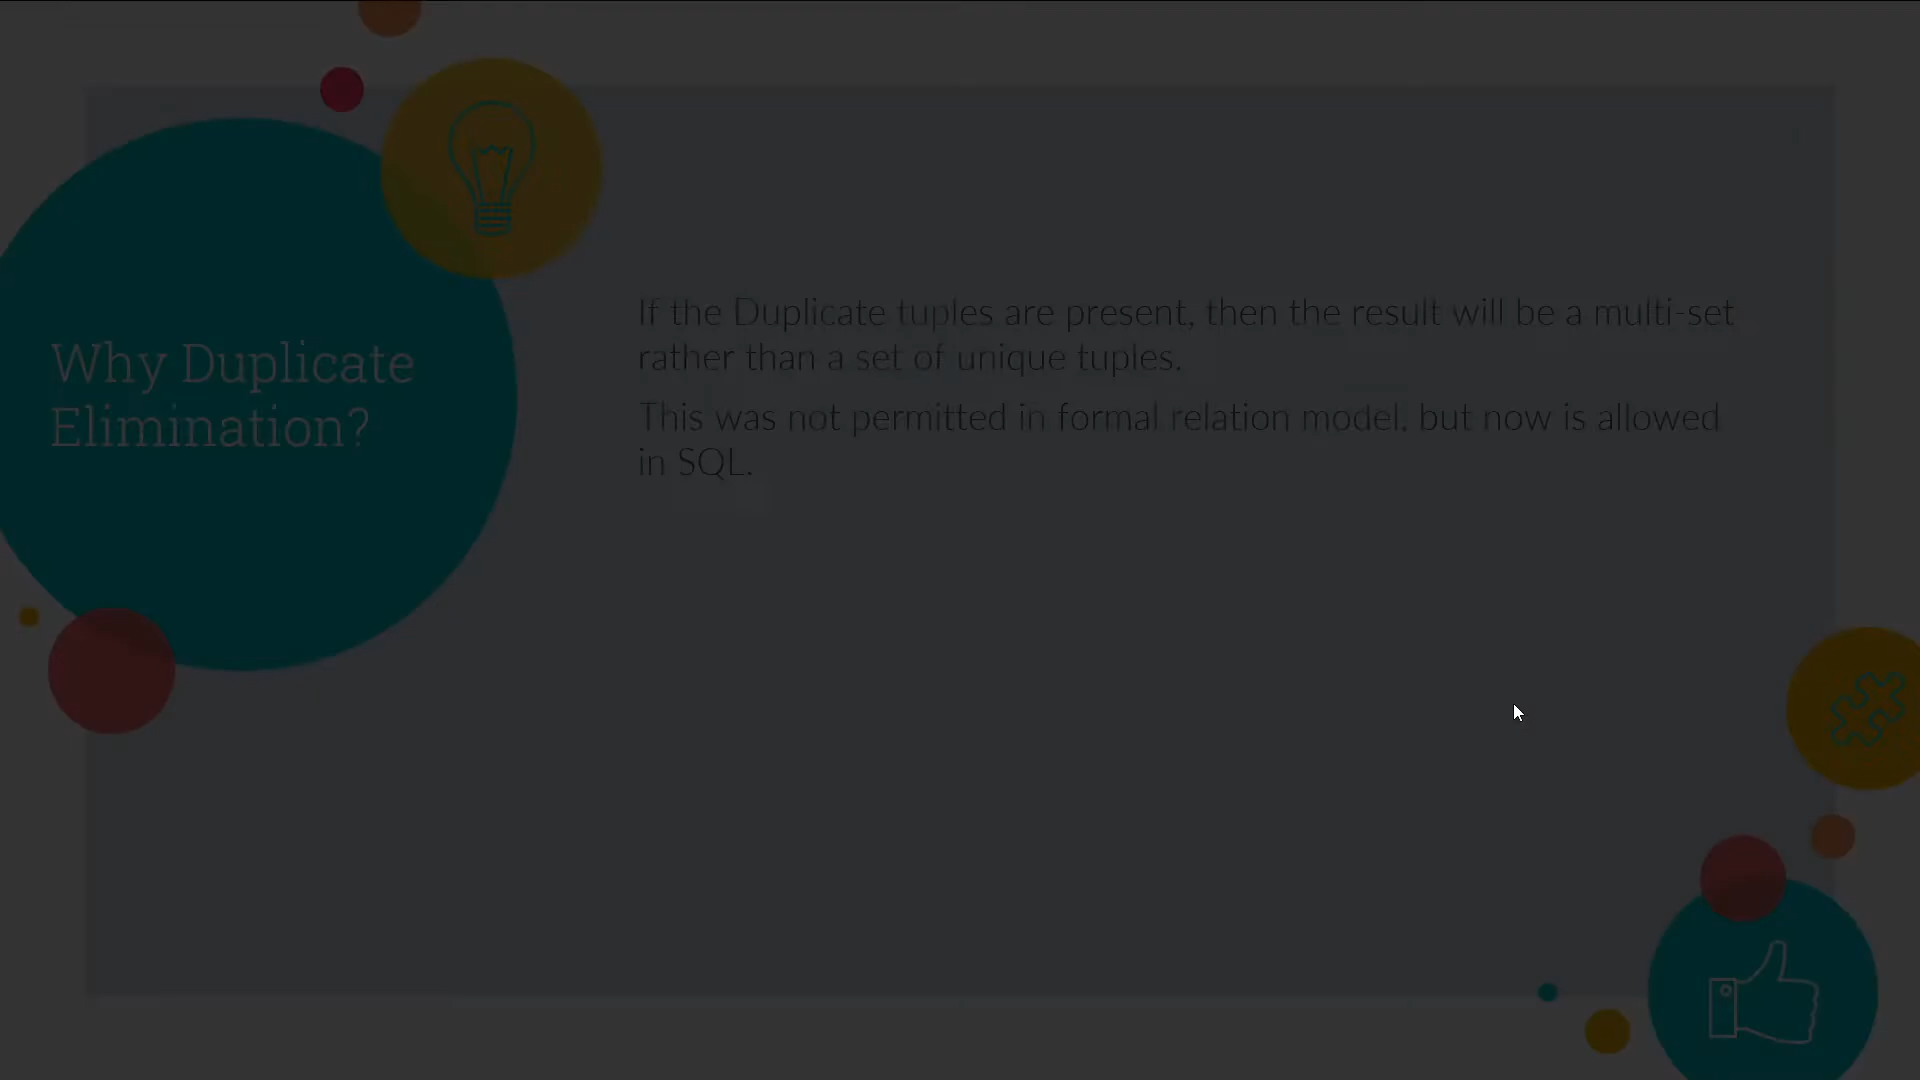 Why Duplicate
Elimination?
If the Duplicate tuples are present, then the result will be a multi-set
rather than a set of unique tuples.
This was not permitted in formal relation model. but now is allowed
in SQL.